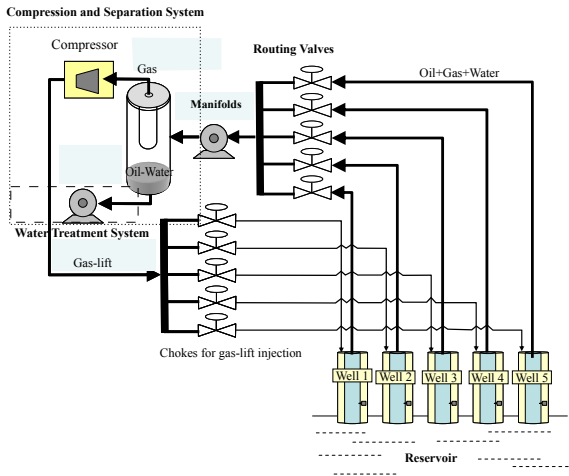 Compression and Separation System
Compressor
Gas
Routing Valves
Oil+Gas+Water
Manifolds
Oil-Water
Water Treatment System
Gas-lift
Chokes for gas-lift injection
Well 1
Well 2
Well 3
Well 4
Well 5
Reservoir